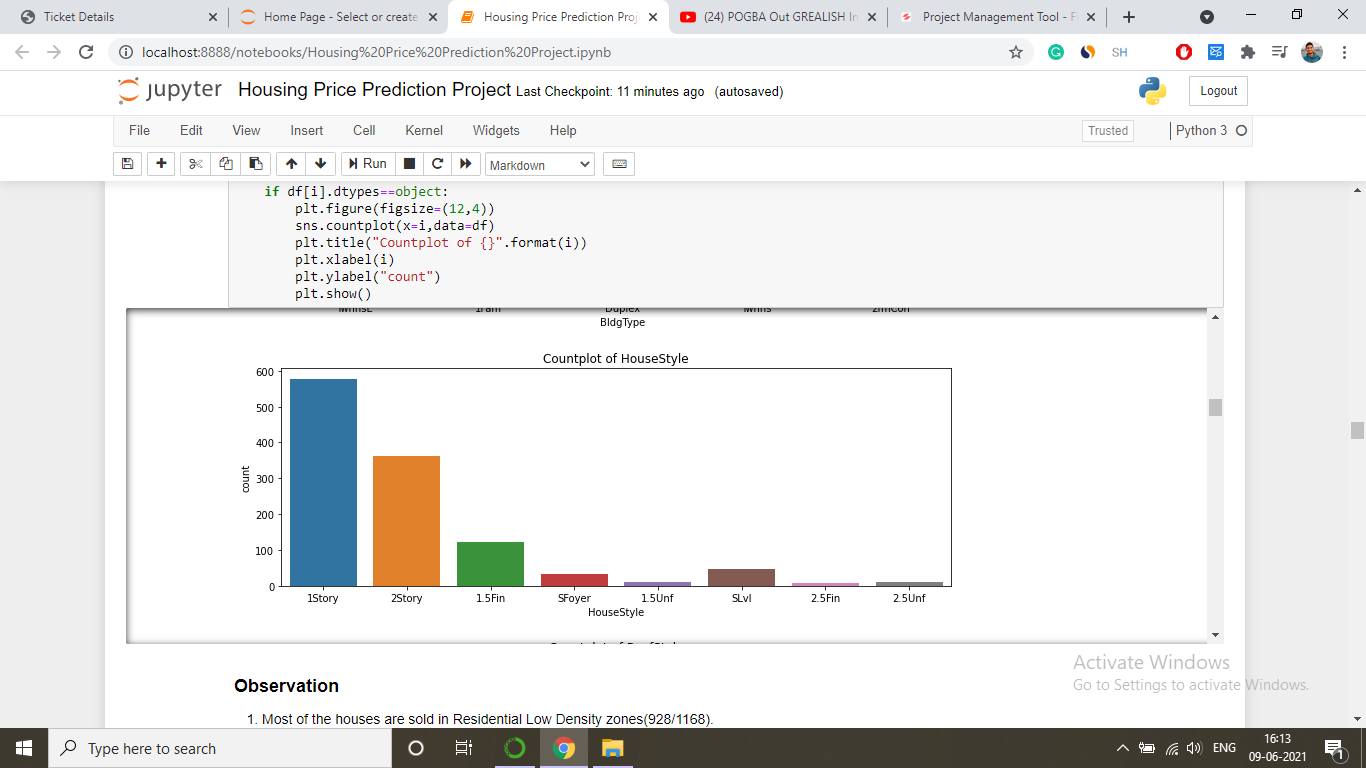 Ticket Details
Home Page - Select or create
Housing Price Prediction Proj
(24) POGBA Out GREALISH In
Project Management Tool - F
localhost:8888/notebooks/Housing%20Price%20Prediction%20Project.ipynb
SH
jupyter Housing Price Prediction Project Last Checkpoint: 11 minutes ago (autosaved)
Logout
File Edit View Insert Cell Kernel Widgets Help
Trusted
Python 3
Run
Markdown
if df[i].dtypes==object:
plt.figure(figsize=(12,4))
sns.countplot(x=i,data=df)
plt.title("Countplot of {}".format(i))
plt.xlabel(i)
plt.ylabel("count")
plt.show()
TwnhsE 1Fam Duplex Twnhs 2fmCon
BldgType
Countplot of HouseStyle
600
500
400
300
200
100
0
count
1Story 2Story 1.5Fin SFoyer 1.5Unf SLvl 2.5Fin 2.5Unf
HouseStyle
Activate Windows
Go to Settings to activate Windows.
Observation
1. Most of the houses are sold in Residential Low Density zones(928/1168).
Type here to search
ENG
16:13
09-06-2021
1